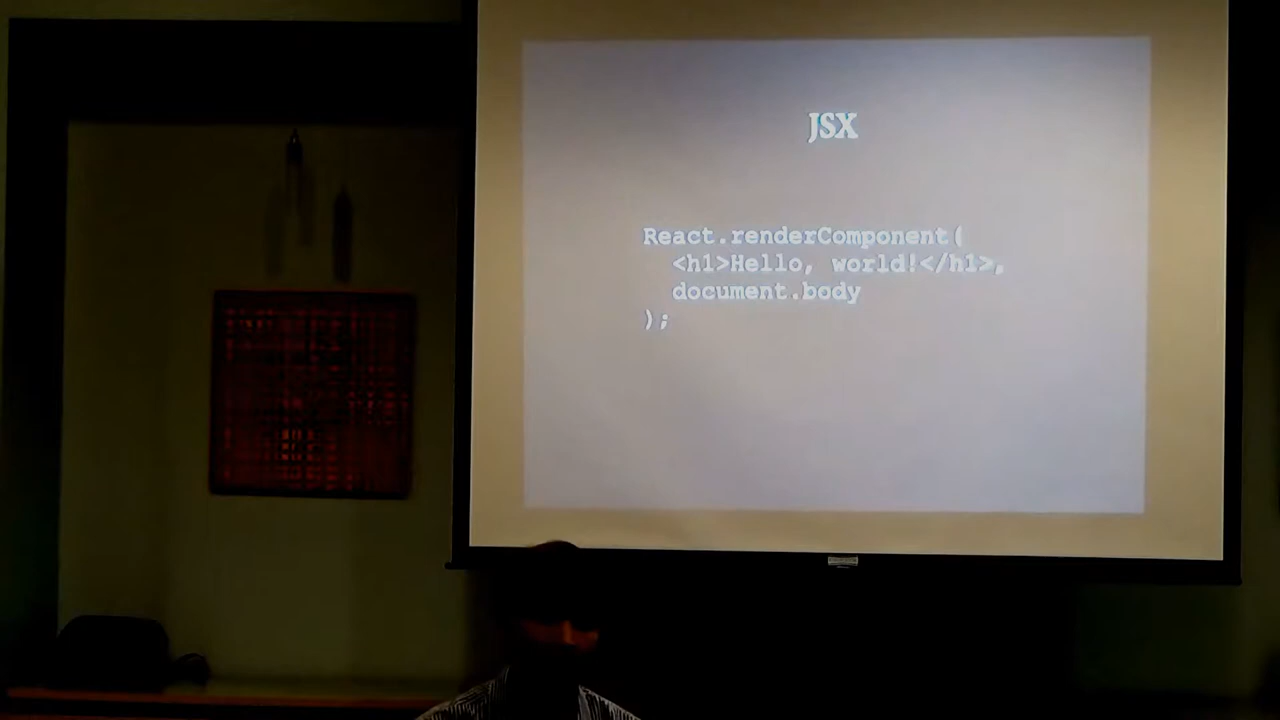 JSX
React.renderComponent(
  <h1>Hello, world!</h1>,
  document.body
);